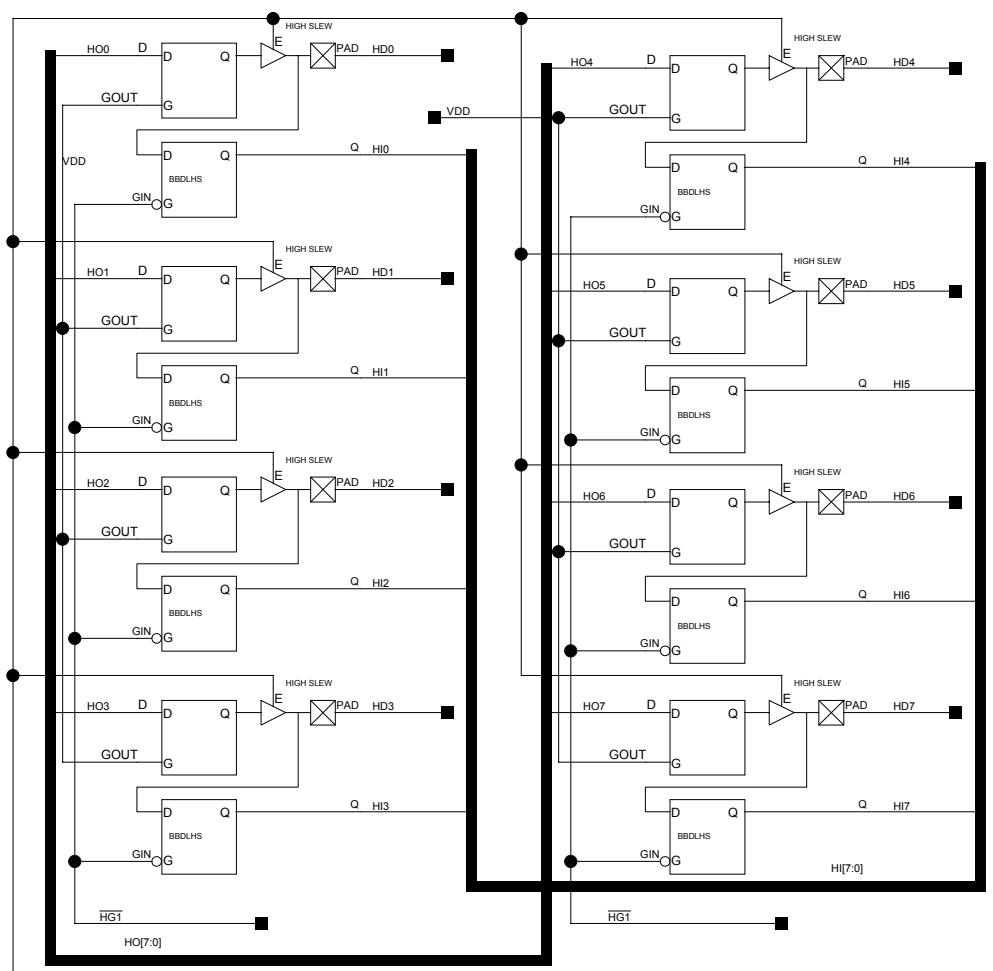 HIGH SLEW
E
HO0 D D Q PAD HD0
GOUT G
VDD
D Q Q HI0
BBDLHS
GIN G
HIGH SLEW
E
HO1 D D Q PAD HD1
GOUT G
D Q Q HI1
BBDLHS
GIN G
HIGH SLEW
E
HO2 D D Q PAD HD2
GOUT G
D Q Q HI2
BBDLHS
GIN G
HIGH SLEW
E
HO3 D D Q PAD HD3
GOUT G
D Q Q HI3
BBDLHS
GIN G
HG1
HO[7:0]
HIGH SLEW
E
HO4 D D Q PAD HD4
VDD
GOUT G
D Q Q HI4
BBDLHS
GIN G
HIGH SLEW
E
HO5 D D Q PAD HD5
GOUT G
D Q Q HI5
BBDLHS
GIN G
HIGH SLEW
E
HO6 D D Q PAD HD6
GOUT G
D Q Q HI6
BBDLHS
GIN G
HIGH SLEW
E
HO7 D D Q PAD HD7
GOUT G
D Q Q HI7
BBDLHS
GIN G
HI[7:0]
HG1